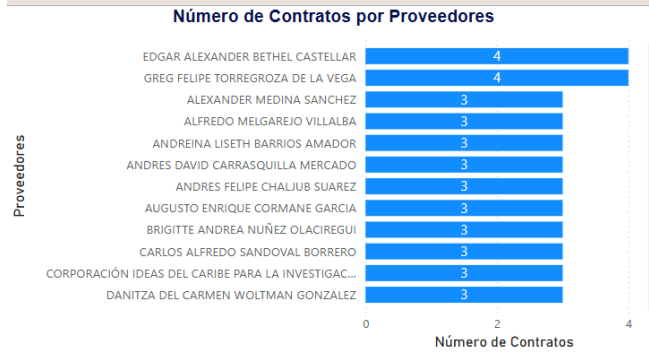 Número de Contratos por Proveedores
Proveedores
EDGAR ALEXANDER BETHEL CASTELLAR 4
GREG FELIPE TORREGROZA DE LA VEGA 4
ALEXANDER MEDINA SANCHEZ 3
ALFREDO MELGAREJO VILLALBA 3
ANDREINA LISETH BARRIOS AMADOR 3
ANDRES DAVID CARRASQUILLA MERCADO 3
ANDRES FELIPE CHALJUB SUAREZ 3
AUGUSTO ENRIQUE CORMANE GARCIA 3
BRIGITTE ANDREA NUÑEZ OLACIREGUI 3
CARLOS ALFREDO SANDOVAL BORRERO 3
CORPORACIÓN IDEAS DEL CARIBE PARA LA INVESTIGAC... 3
DANITZA DEL CARMEN WOLTMAN GONZALEZ 3
0 2 4
Número de Contratos